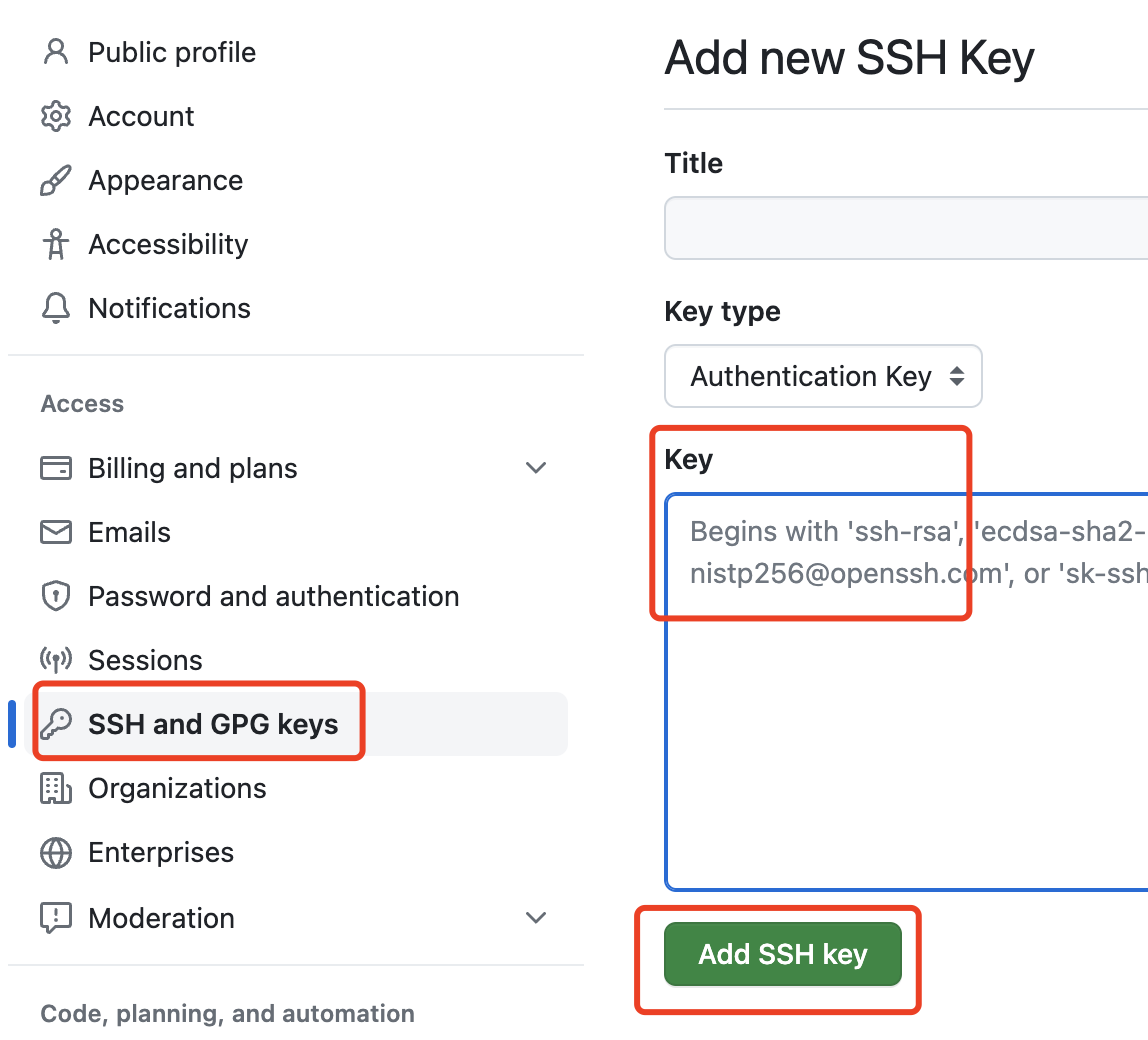 Public profile
Account
Appearance
Accessibility
Notifications
Access
Billing and plans
Emails
Password and authentication
Sessions
SSH and GPG keys
Organizations
Enterprises
Moderation
Code, planning, and automation
Add new SSH Key
Title
Key type
Authentication Key
Key
Begins with 'ssh-rsa', 'ecdsa-sha2-
nistp256@openssh.com', or 'sk-ssh
Add SSH key